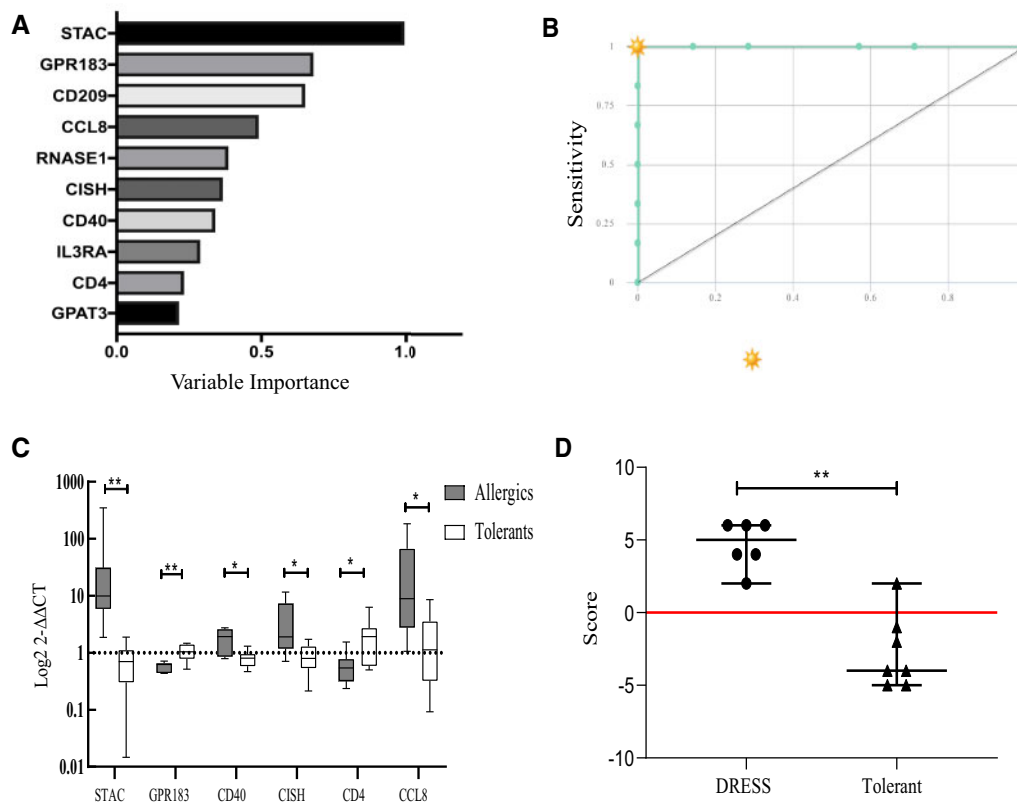 A
STAC
GPR183
CD209
CCL8
RNASE1
CISH
CD40
IL3RA
CD4
GPAT3
0.0 0.5 1.0
Variable Importance
B
Sensitivity
1
0.75
0.5
0.25
0
0 0.2 0.4 0.6 0.8
C
Log2 2-ΔΔCT
1000
100
10
1
0.1
0.01
** ** * * * *
Allergics
Tolerants
STAC GPR183 CD40 CISH CD4 CCL8
D
Score
10
5
0
-5
-10
**
DRESS Tolerant